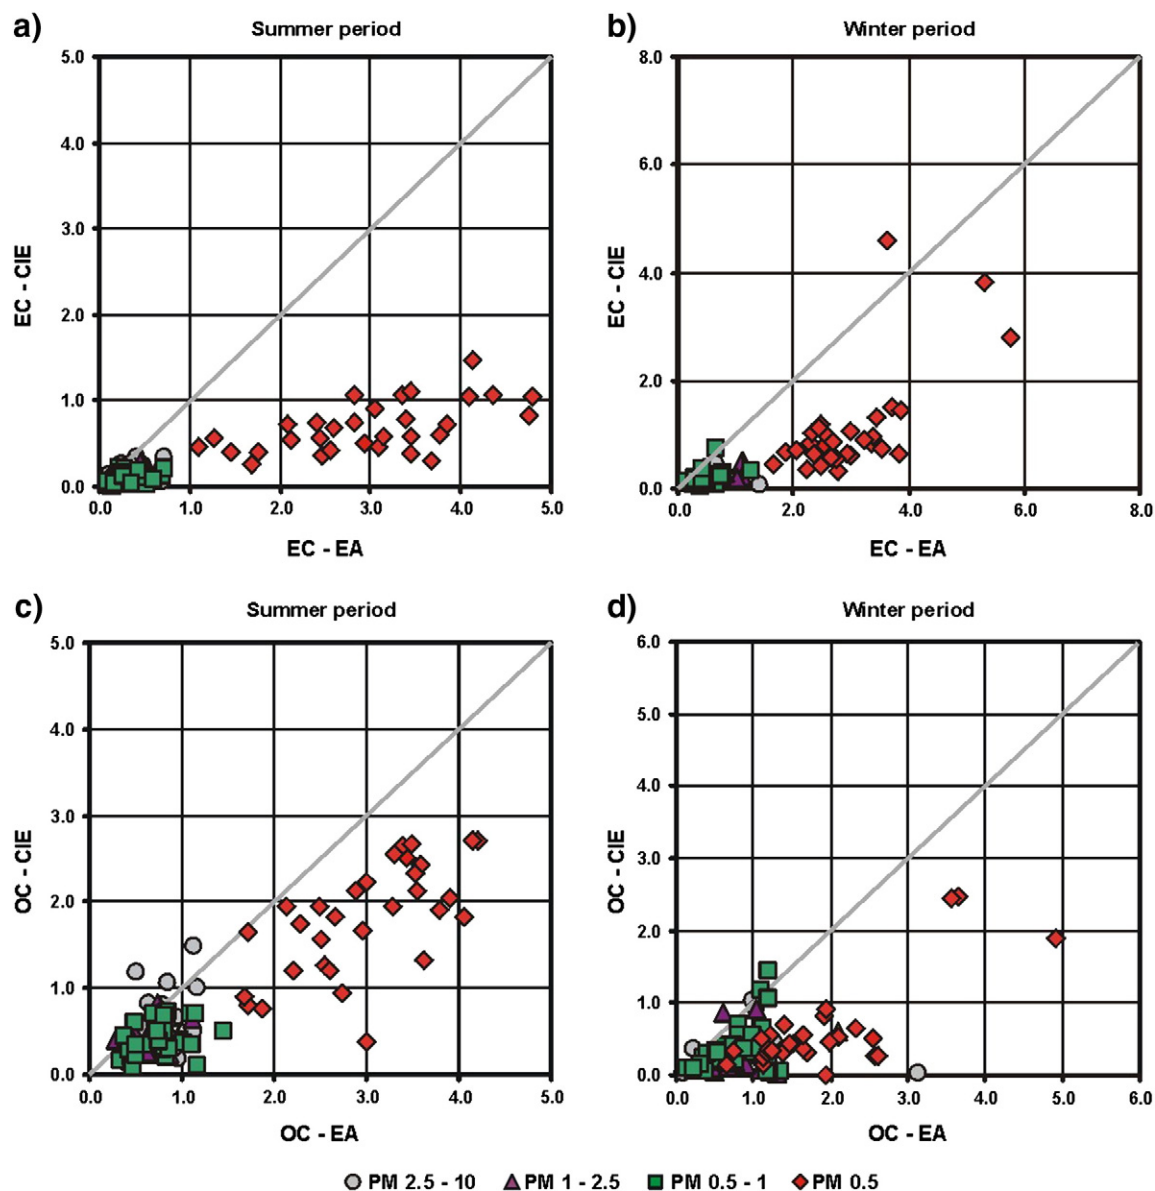 a) Summer period
5.0
4.0
3.0
2.0
1.0
0.0
EC - CIE
0.0 1.0 2.0 3.0 4.0 5.0
EC - EA
b) Winter period
8.0
6.0
4.0
2.0
0.0
EC - CIE
0.0 2.0 4.0 6.0 8.0
EC - EA
c) Summer period
5.0
4.0
3.0
2.0
1.0
0.0
OC - CIE
0.0 1.0 2.0 3.0 4.0 5.0
OC - EA
d) Winter period
6.0
5.0
4.0
3.0
2.0
1.0
0.0
OC - CIE
0.0 1.0 2.0 3.0 4.0 5.0 6.0
OC - EA
PM 2.5 - 10 PM 1 - 2.5 PM 0.5 - 1 PM 0.5